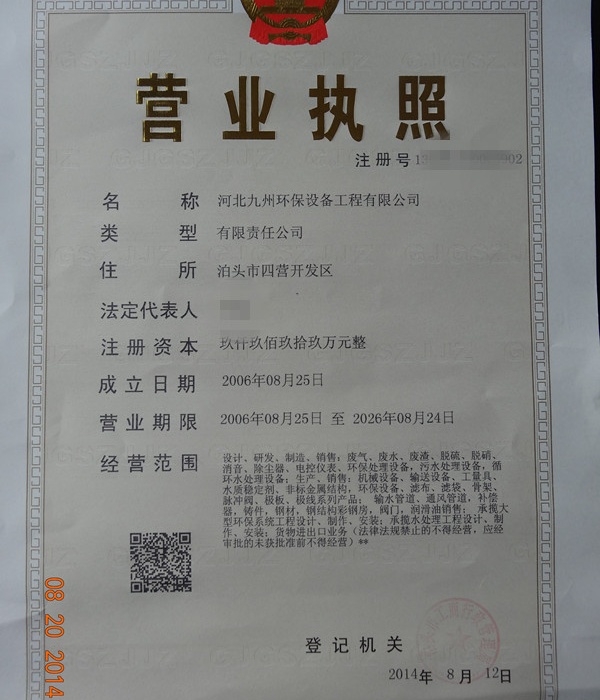 营业执照
注册号1 02
名称 河北九州环保设备工程有限公司
类型 有限责任公司
住所 泊头市四营开发区
法定代表人
注册资本 玖仟玖佰玖拾玖万元整
成立日期 2006年08月25日
营业期限 2006年08月25日 至 2026年08月24日
经营范围 设计、研发、制造、销售:废气、废水、废渣、脱硫、脱硝、
消音、除尘器、电控仪表、环保处理设备,污水处理设备,循
环水处理设备;生产、销售:机械设备、输送设备、工量具、
水质稳定剂、非标金属结构,环保设备、滤布、滤袋、骨架、
脉冲阀、极板、极线系列产品; 输水管道、通风管道、补偿
器,铸件,钢材,钢结构彩钢房,阀门,润滑油销售; 承揽大
型环保系统工程设计、制作、安装;承揽水处理工程设计、制
作、安装;货物进出口业务(法律法规禁止的不得经营,应经
审批的未获批准前不得经营)**
登记机关
2014年 8月 12日
08 20 2014